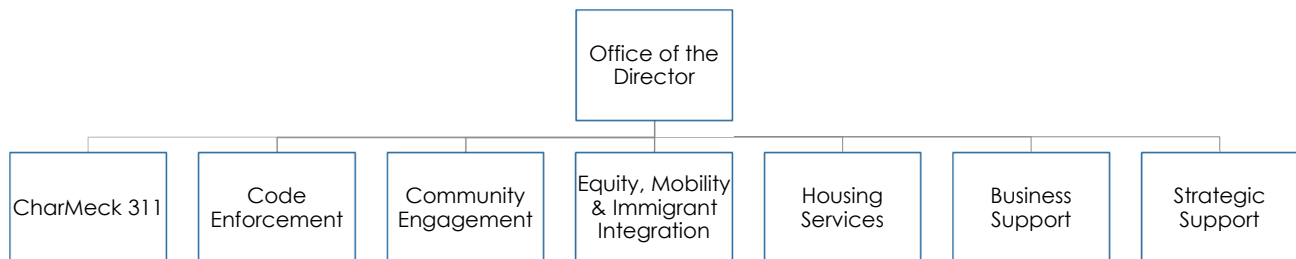 Office of the
Director
CharMeck 311
Code
Enforcement
Community
Engagement
Equity, Mobility
& Immigrant
Integration
Housing
Services
Business
Support
Strategic
Support